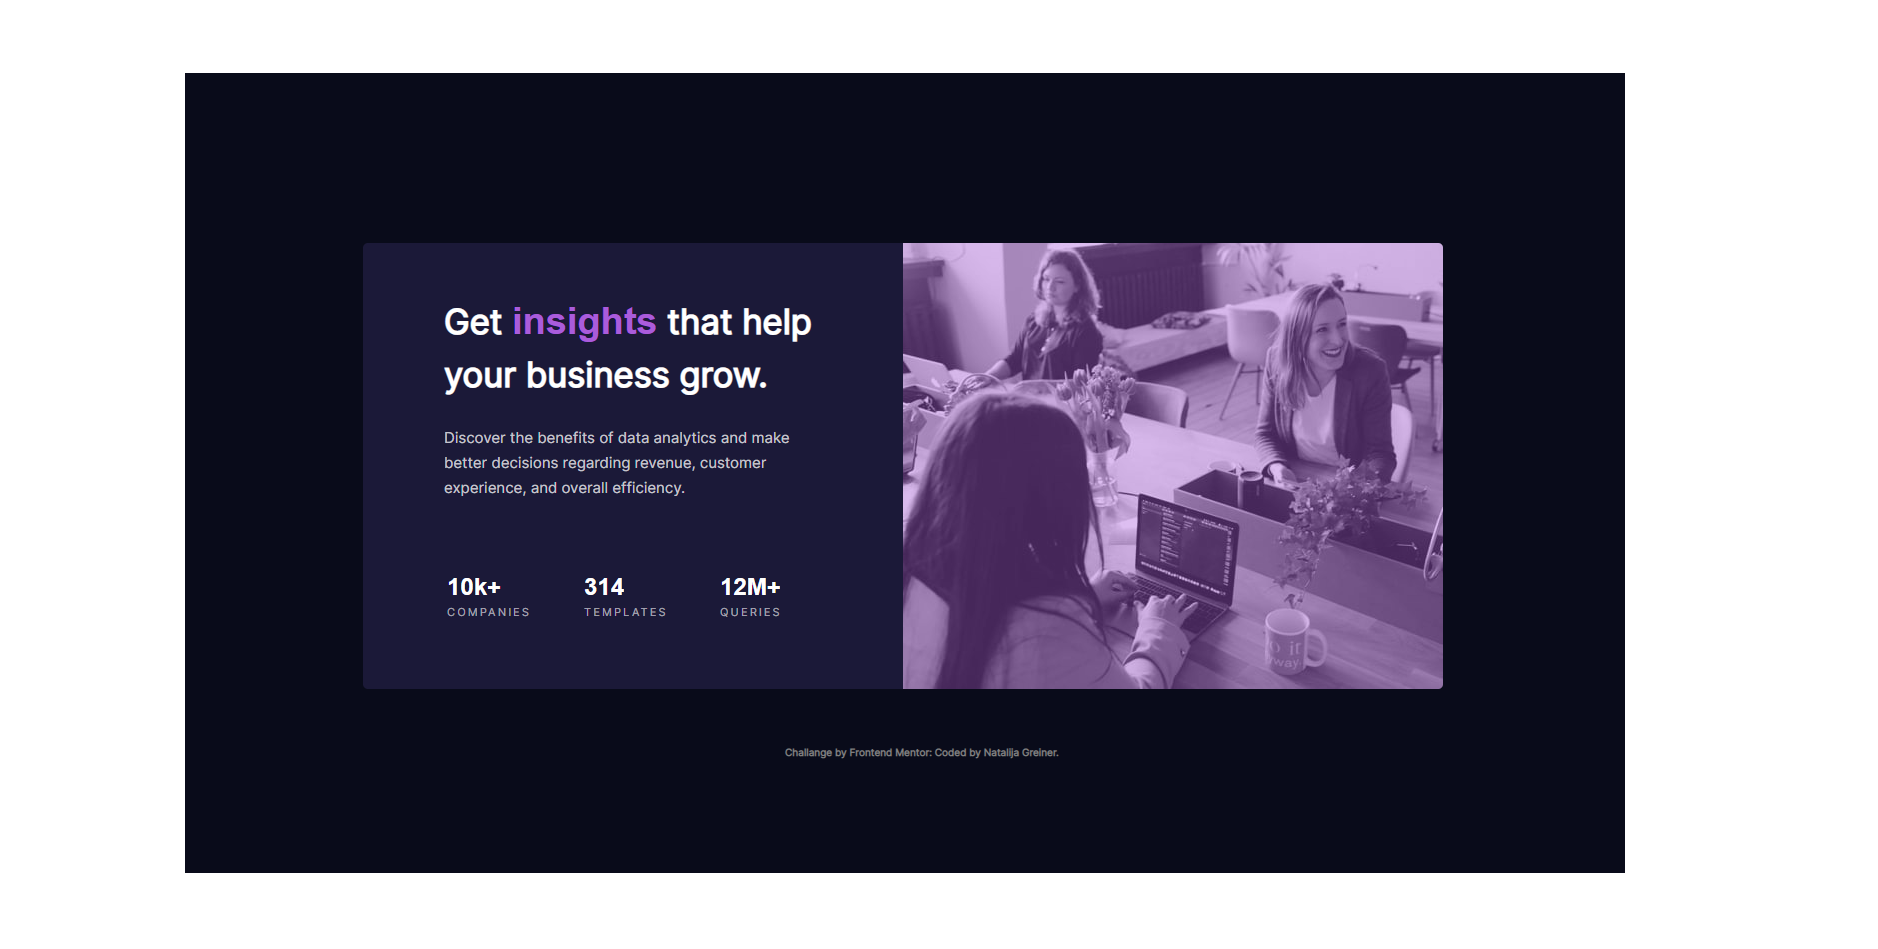 Get insights that help
your business grow.
Discover the benefits of data analytics and make
better decisions regarding revenue, customer
experience, and overall efficiency.
10k+ 314 12M+
COMPANIES TEMPLATES QUERIES
o it
yway.
Challange by Frontend Mentor: Coded by Natalija Greiner.